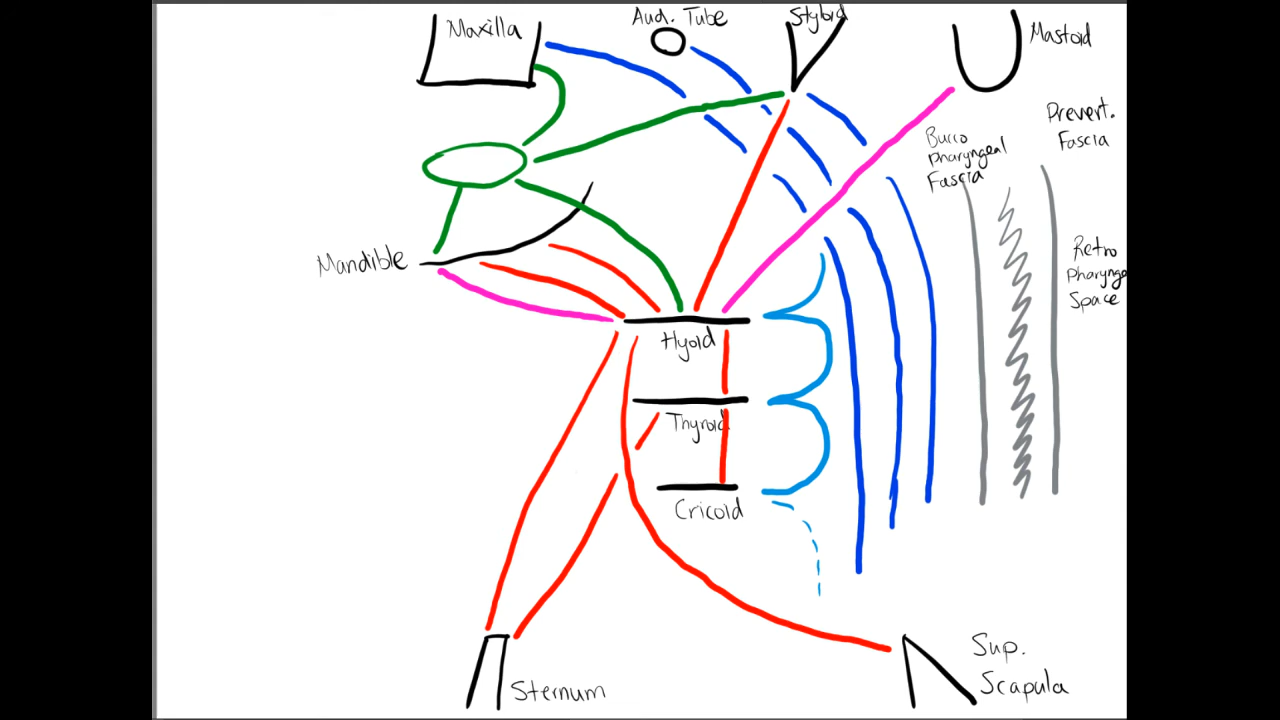 Maxilla
Aud. Tube
Styloid
Mastoid
Prevert.
Fascia
Bucco
Pharyngeal
Fascia
Mandible
Retro
Pharynge
Space
Hyoid
Thyroid
Cricoid
Sup.
Scapula
Sternum